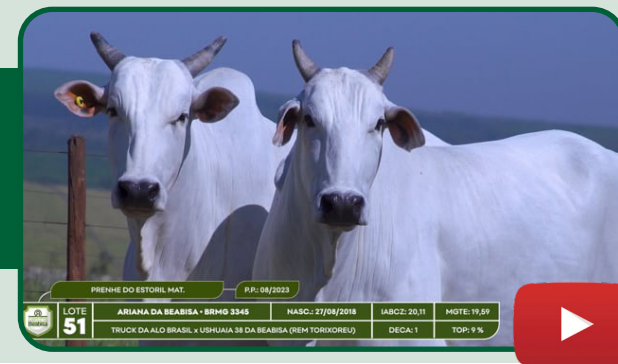 PRENHE DO ESTORIL MAT. P.P.: 08/2023
LOTE 51
ARIANA DA BEABISA • BRMG 3345 NASC.: 27/08/2018 IABCZ: 20,11 MGTE: 19,59
TRUCK DA ALO BRASIL x USHUAIA 38 DA BEABISA (REM TORIXOREU) DECA: 1 TOP: 9 %
Beabisa